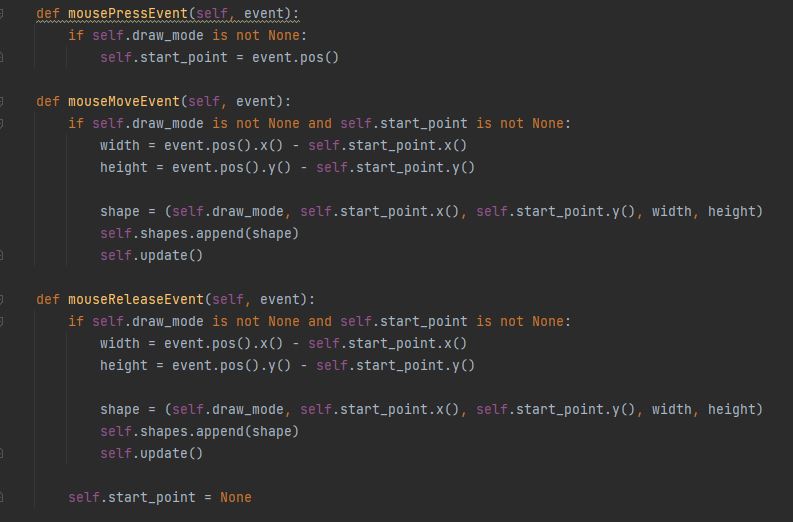 def mousePressEvent(self, event):
    if self.draw_mode is not None:
        self.start_point = event.pos()

def mouseMoveEvent(self, event):
    if self.draw_mode is not None and self.start_point is not None:
        width = event.pos().x() - self.start_point.x()
        height = event.pos().y() - self.start_point.y()

        shape = (self.draw_mode, self.start_point.x(), self.start_point.y(), width, height)
        self.shapes.append(shape)
        self.update()

def mouseReleaseEvent(self, event):
    if self.draw_mode is not None and self.start_point is not None:
        width = event.pos().x() - self.start_point.x()
        height = event.pos().y() - self.start_point.y()

        shape = (self.draw_mode, self.start_point.x(), self.start_point.y(), width, height)
        self.shapes.append(shape)
        self.update()

    self.start_point = None